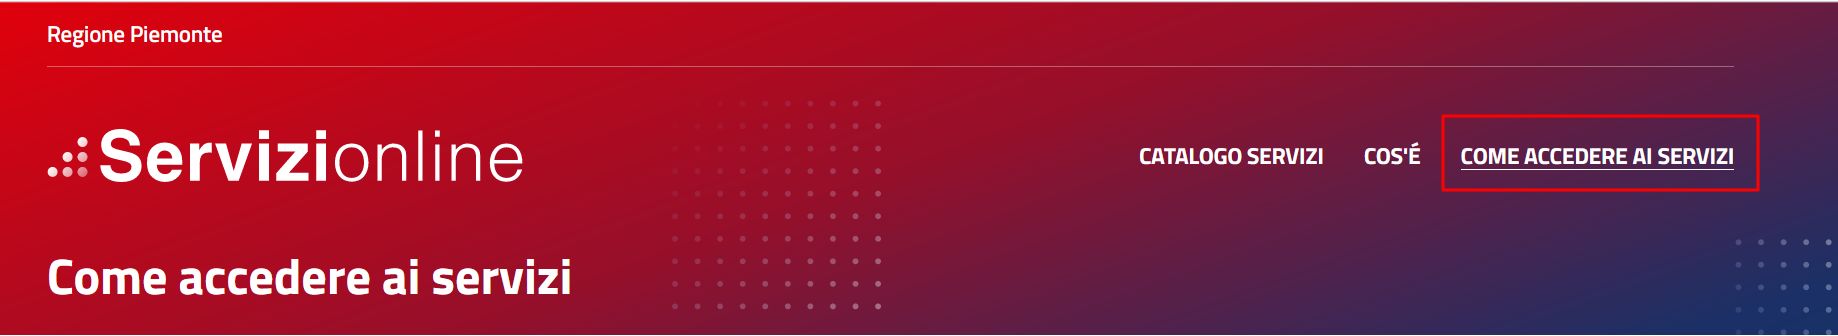 Regione Piemonte
Servizionline
CATALOGO SERVIZI
COS'É
COME ACCEDERE AI SERVIZI
Come accedere ai servizi